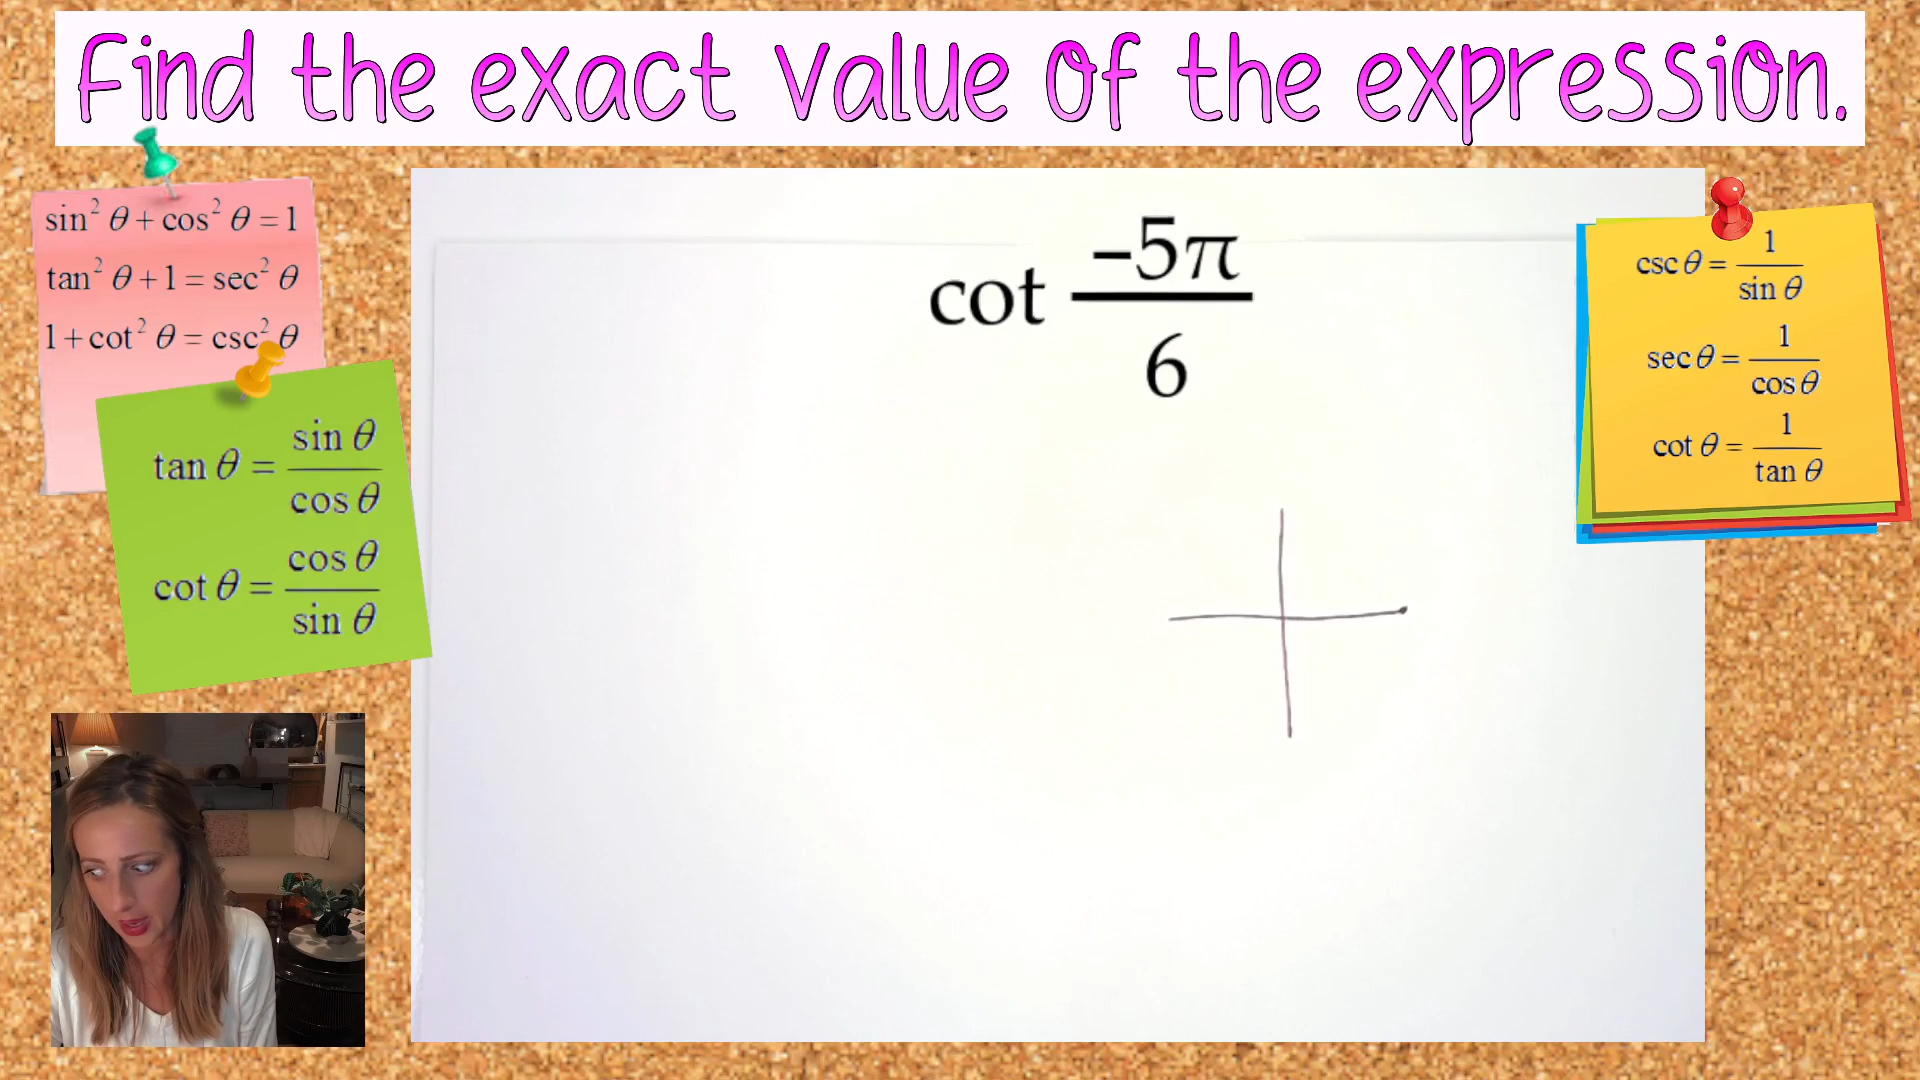 Find the exact value of the expression.
sin² θ + cos² θ = 1
tan² θ + 1 = sec² θ
1 + cot² θ = csc² θ
tan θ = sin θ / cos θ
cot θ = cos θ / sin θ
cot –5π / 6
csc θ = 1 / sin θ
sec θ = 1 / cos θ
cot θ = 1 / tan θ